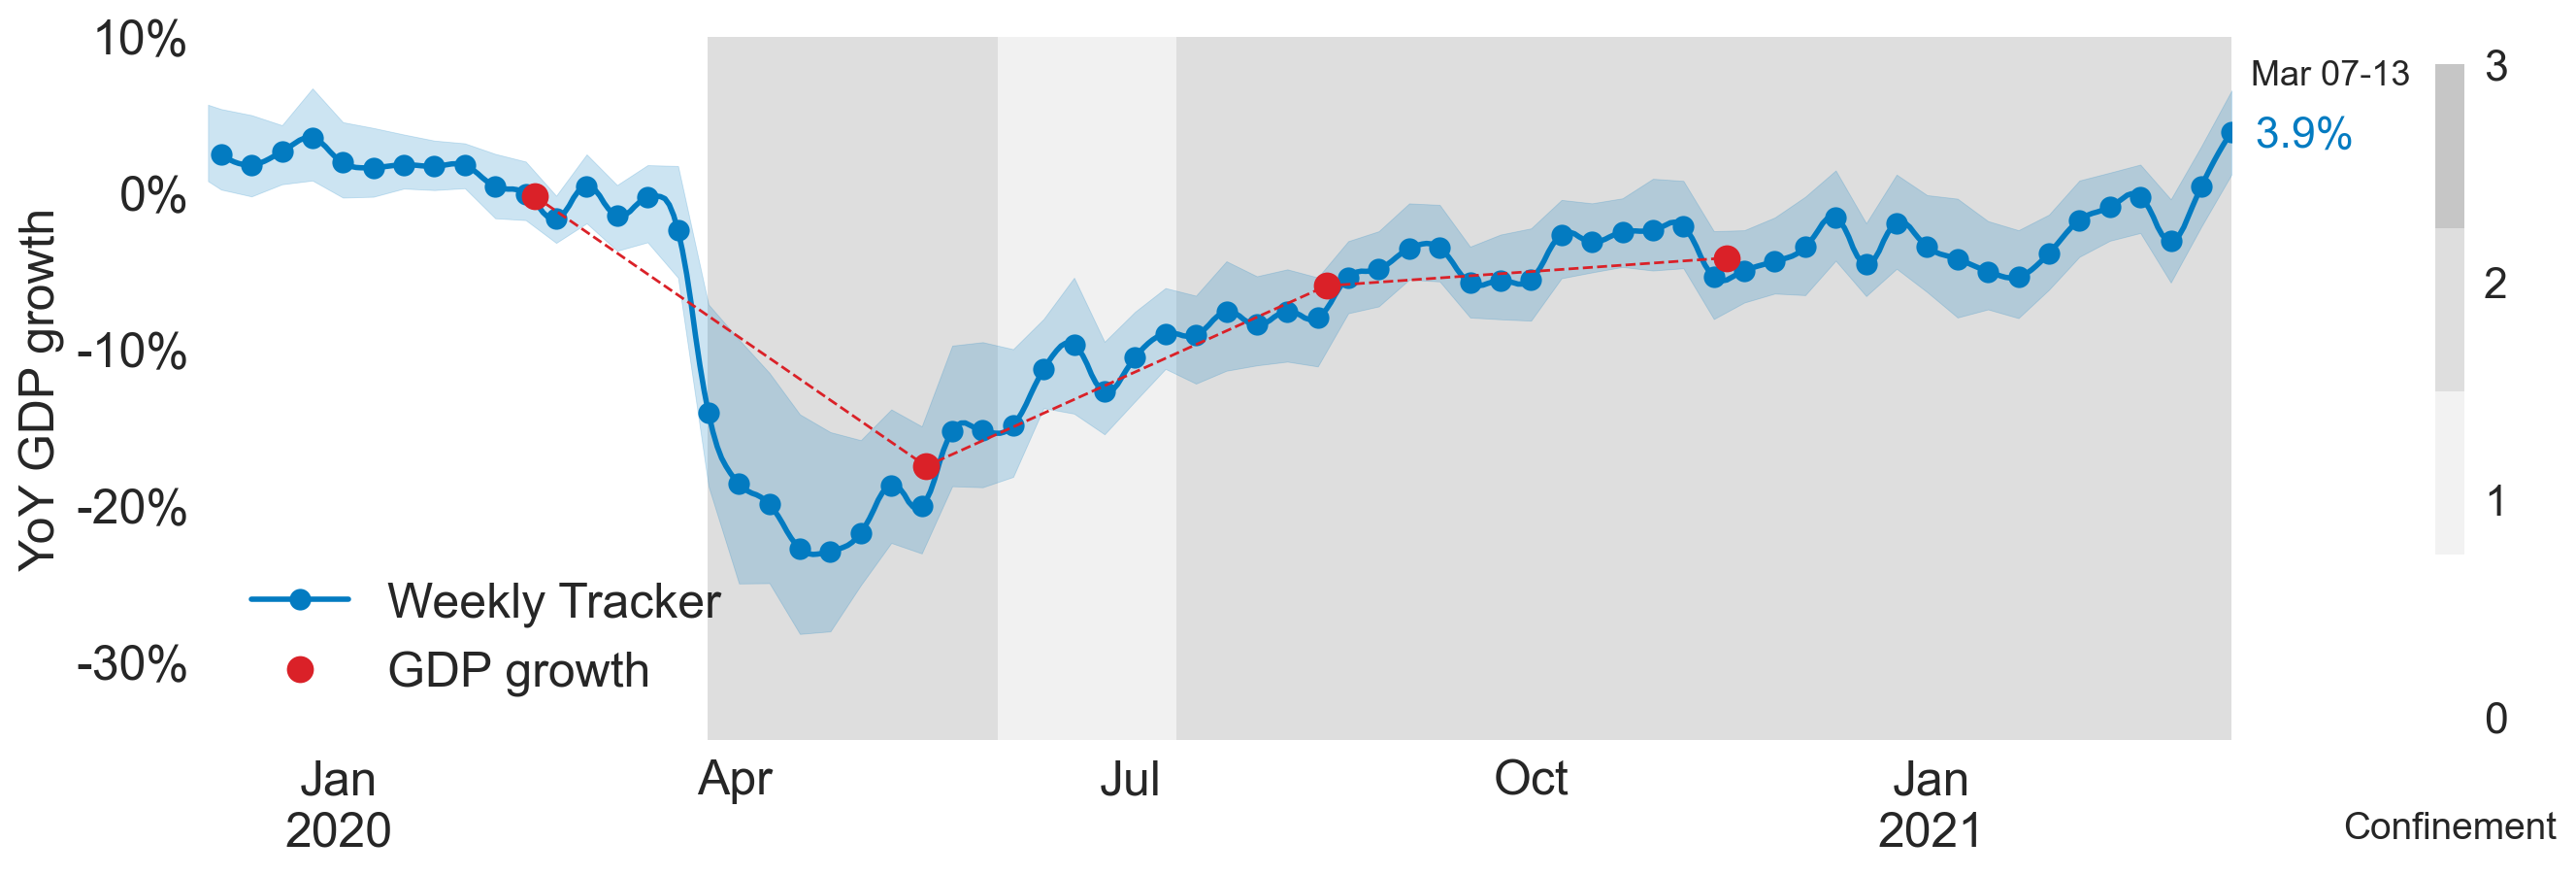 10%
0%
-10%
-20%
-30%
YoY GDP growth
Weekly Tracker
GDP growth
Jan
2020
Apr
Jul
Oct
Jan
2021
Mar 07-13
3.9%
3
2
1
0
Confinement